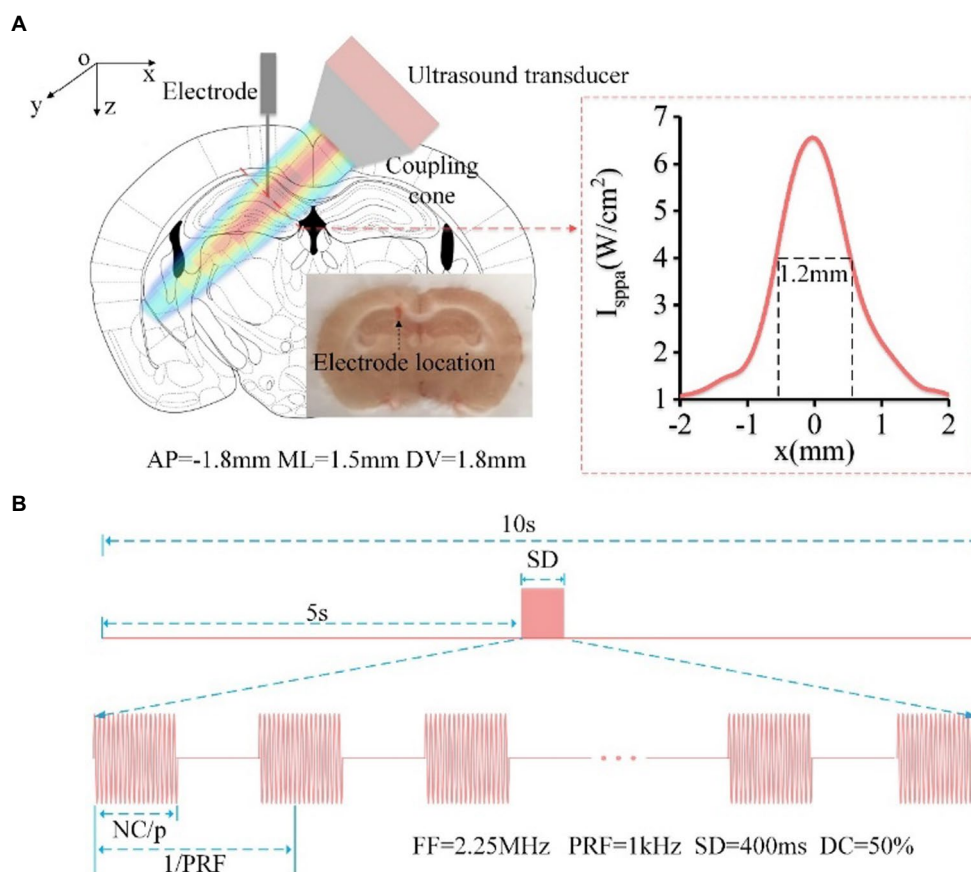 A
o
x
y
z
Electrode
Ultrasound transducer
Coupling
cone
Electrode location
AP=-1.8mm ML=1.5mm DV=1.8mm
7
6
5
4
3
2
1
I_sppa(W/cm²)
1.2mm
-2 -1 0 1 2
x(mm)
B
10s
SD
5s
NC/p
1/PRF
FF=2.25MHz PRF=1kHz SD=400ms DC=50%